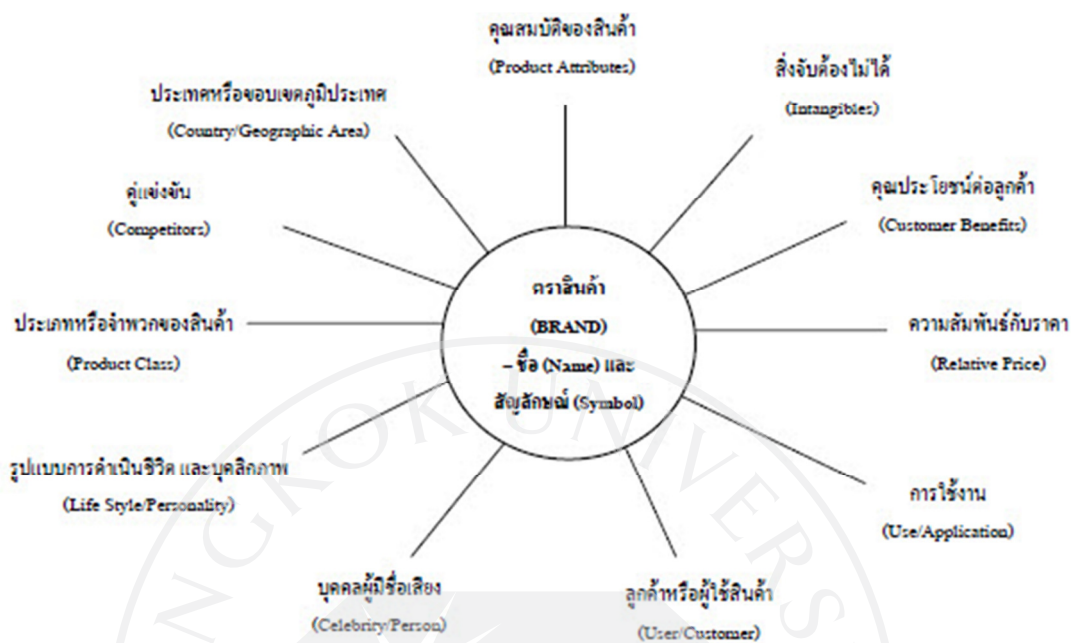 คุณสมบัติของสินค้า
(Product Attributes)
สิ่งจับต้องไม่ได้
(Intangibles)
คุณประโยชน์ต่อลูกค้า
(Customer Benefits)
ความสัมพันธ์กับราคา
(Relative Price)
การใช้งาน
(Use/Application)
ลูกค้าหรือผู้ใช้สินค้า
(User/Customer)
บุคคลผู้มีชื่อเสียง
(Celebrity/Person)
รูปแบบการดำเนินชีวิต และบุคลิกภาพ
(Life Style/Personality)
ประเภทหรือจำพวกของสินค้า
(Product Class)
คู่แข่งขัน
(Competitors)
ประเทศหรือขอบเขตภูมิประเทศ
(Country/Geographic Area)
ตราสินค้า
(BRAND)
– ชื่อ (Name) และ
สัญลักษณ์ (Symbol)
NGKOK UNIVERS